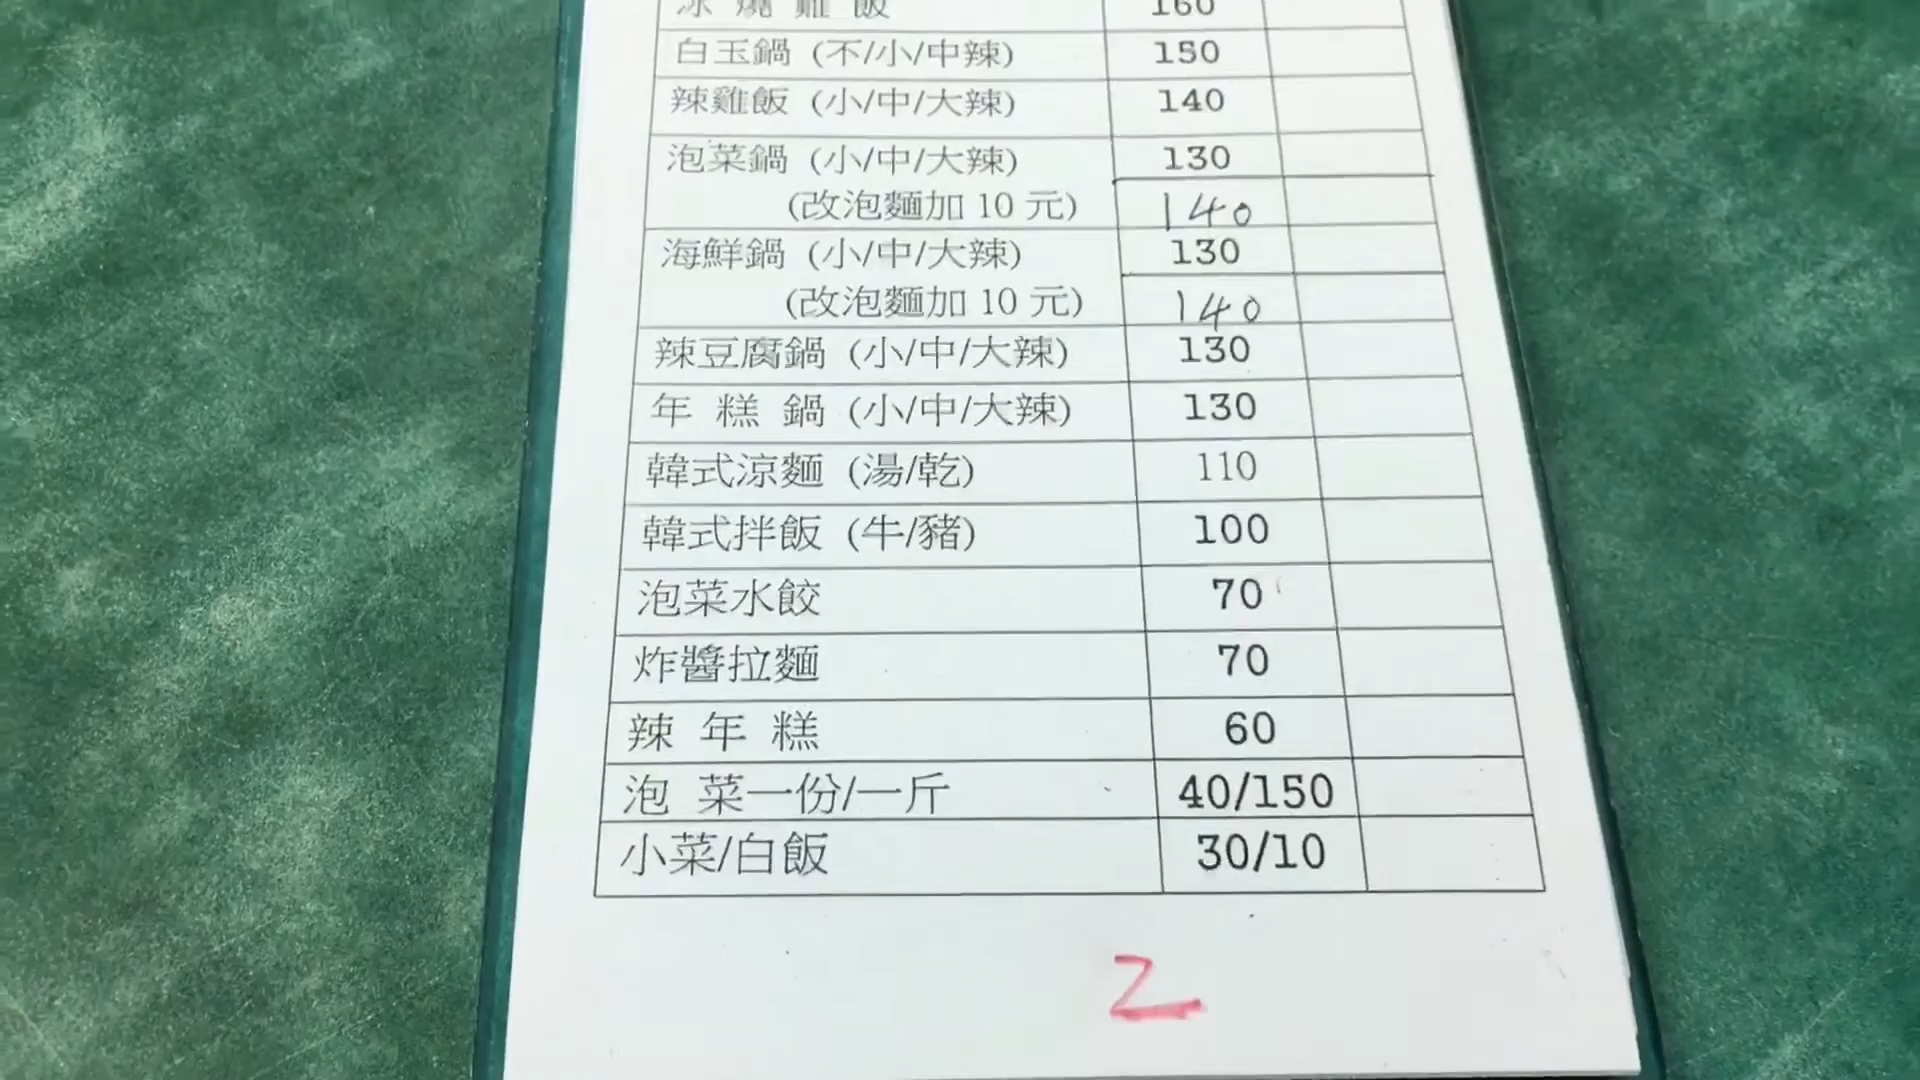 燒雞飯 160
白玉鍋 (不/小/中辣) 150
辣雞飯 (小/中/大辣) 140
泡菜鍋 (小/中/大辣) 130
(改泡麵加 10 元) 140
海鮮鍋 (小/中/大辣) 130
(改泡麵加 10 元) 140
辣豆腐鍋 (小/中/大辣) 130
年 糕 鍋 (小/中/大辣) 130
韓式涼麵 (湯/乾) 110
韓式拌飯 (牛/豬) 100
泡菜水餃 70
炸醬拉麵 70
辣 年 糕 60
泡 菜一份/一斤 40/150
小菜/白飯 30/10
2